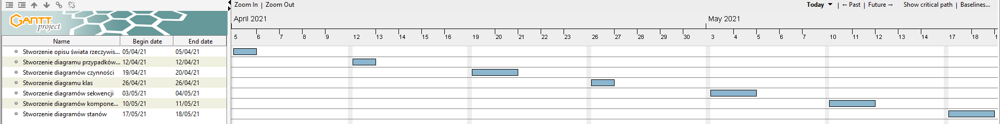 Zoom In | Zoom Out
Today | ← Past | Future → Show critical path | Baselines...
GANTT project
April 2021
May 2021
5 6 7 8 9 12 13 14 15 16 19 20 21 22 23 26 27 28 29 30 3 4 5 6 7 10 11 12 13 14 17 18 1
Name Begin date End date
Stworzenie opisu świata rzeczywis... 05/04/21 05/04/21
Stworzenie diagramu przypadków... 12/04/21 12/04/21
Stworzenie diagramów czynności 19/04/21 20/04/21
Stworzenie diagramu klas 26/04/21 26/04/21
Stworzenie diagramów sekwencji 03/05/21 04/05/21
Stworzenie diagramów kompone... 10/05/21 11/05/21
Stworzenie diagramów stanów 17/05/21 18/05/21